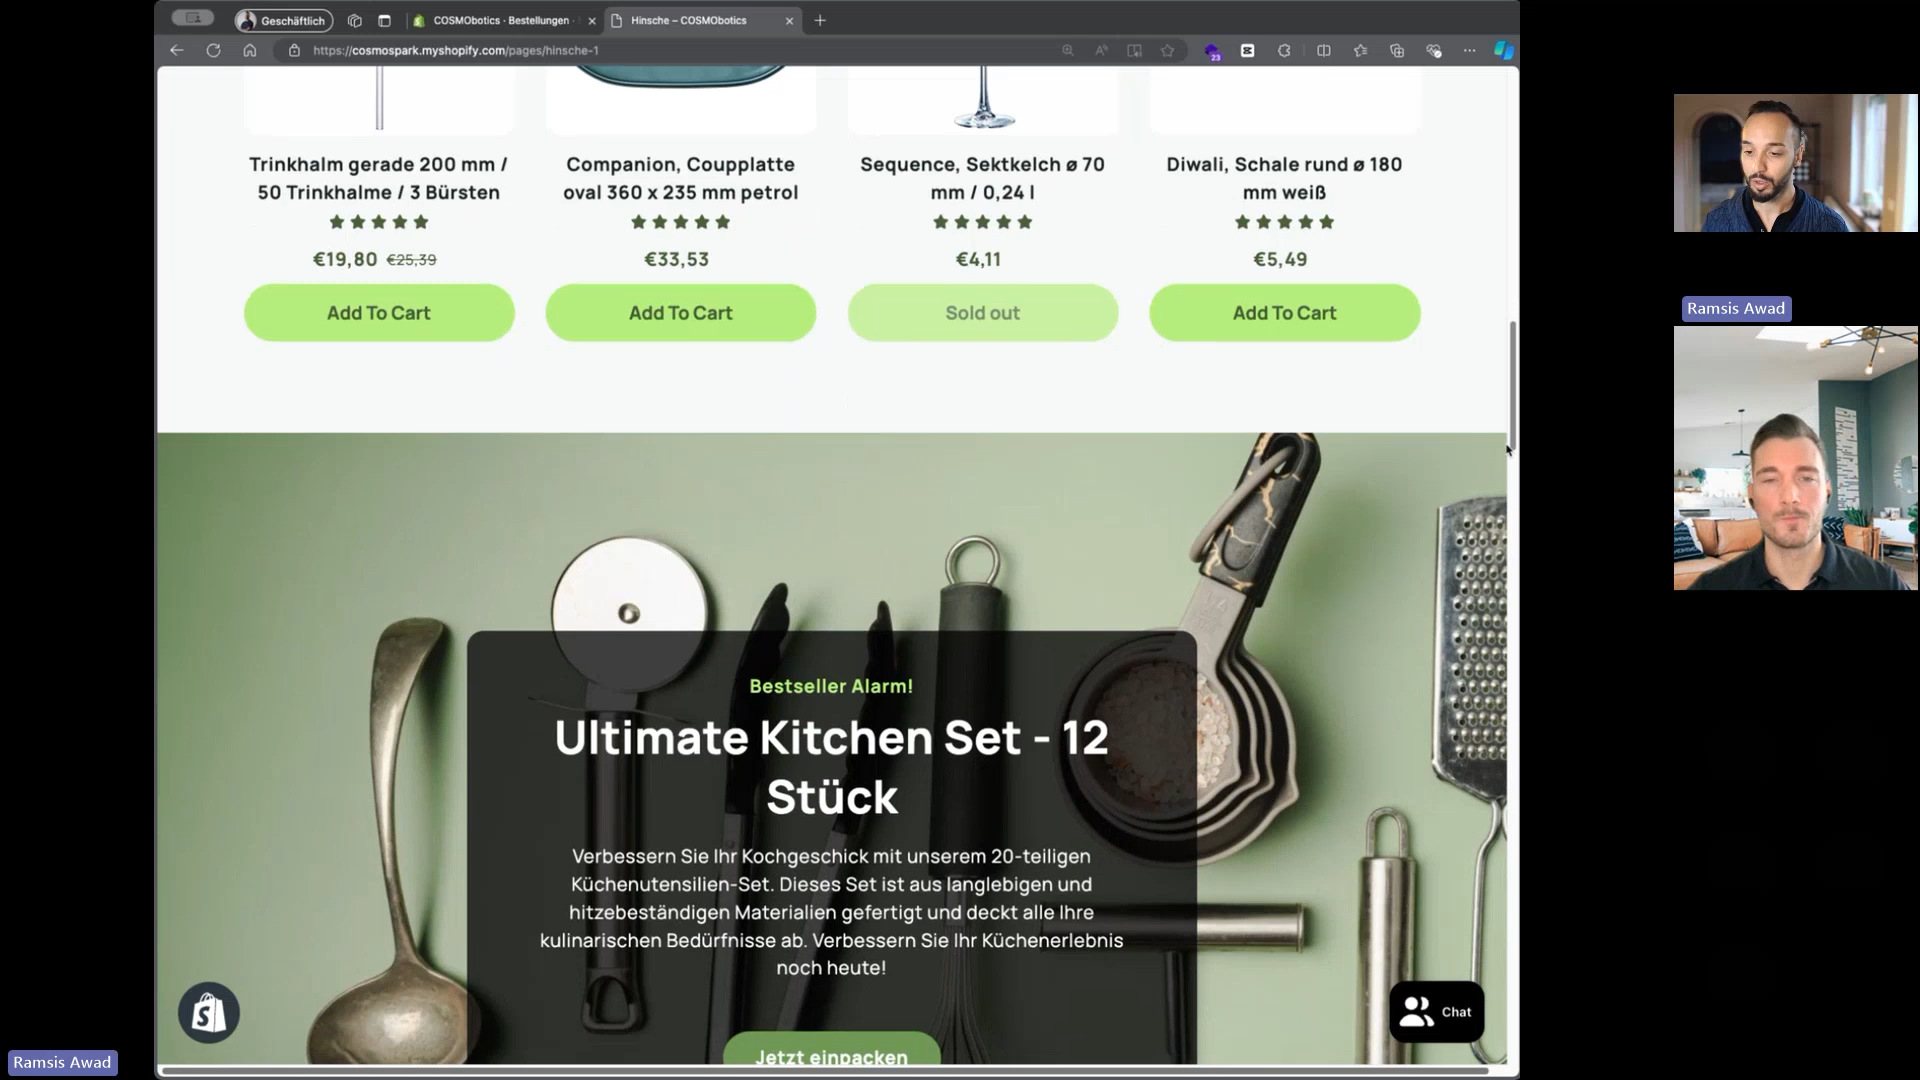 Geschäftlich
COSMObotics · Bestellungen ·
Hinsche – COSMObotics
https://cosmospark.myshopify.com/pages/hinsche-1
23
Trinkhalm gerade 200 mm /
50 Trinkhalme / 3 Bürsten
€19,80 €25,39
Add To Cart
Companion, Coupplatte
oval 360 x 235 mm petrol
€33,53
Add To Cart
Sequence, Sektkelch ø 70
mm / 0,24 l
€4,11
Sold out
Diwali, Schale rund ø 180
mm weiß
€5,49
Add To Cart
Bestseller Alarm!
Ultimate Kitchen Set - 12
Stück
Verbessern Sie Ihr Kochgeschick mit unserem 20-teiligen
Küchenutensilien-Set. Dieses Set ist aus langlebigen und
hitzebeständigen Materialien gefertigt und deckt alle Ihre
kulinarischen Bedürfnisse ab. Verbessern Sie Ihr Küchenerlebnis
noch heute!
Jetzt einpacken
Chat
Ramsis Awad
Ramsis Awad